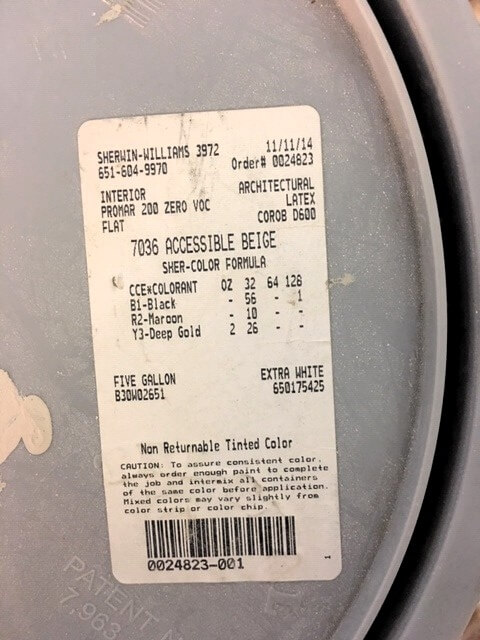 SHERWIN-WILLIAMS 3972 11/11/14
651-604-9970 Order# 0024823
INTERIOR ARCHITECTURAL
PROMAR 200 ZERO VOC LATEX
FLAT COROB D600
7036 ACCESSIBLE BEIGE
SHER-COLOR FORMULA
CCE*COLORANT OZ 32 64 128
B1-Black - 56 - 1
R2-Maroon - 10 - -
Y3-Deep Gold 2 26 - -
FIVE GALLON EXTRA WHITE
B30W02651 650175425
Non Returnable Tinted Color
CAUTION: To assure consistent color,
always order enough paint to complete
the job and intermix all containers
of the same color before application.
Mixed colors may vary slightly from
color strip or color chip.
0024823-001
PATENT
7,963